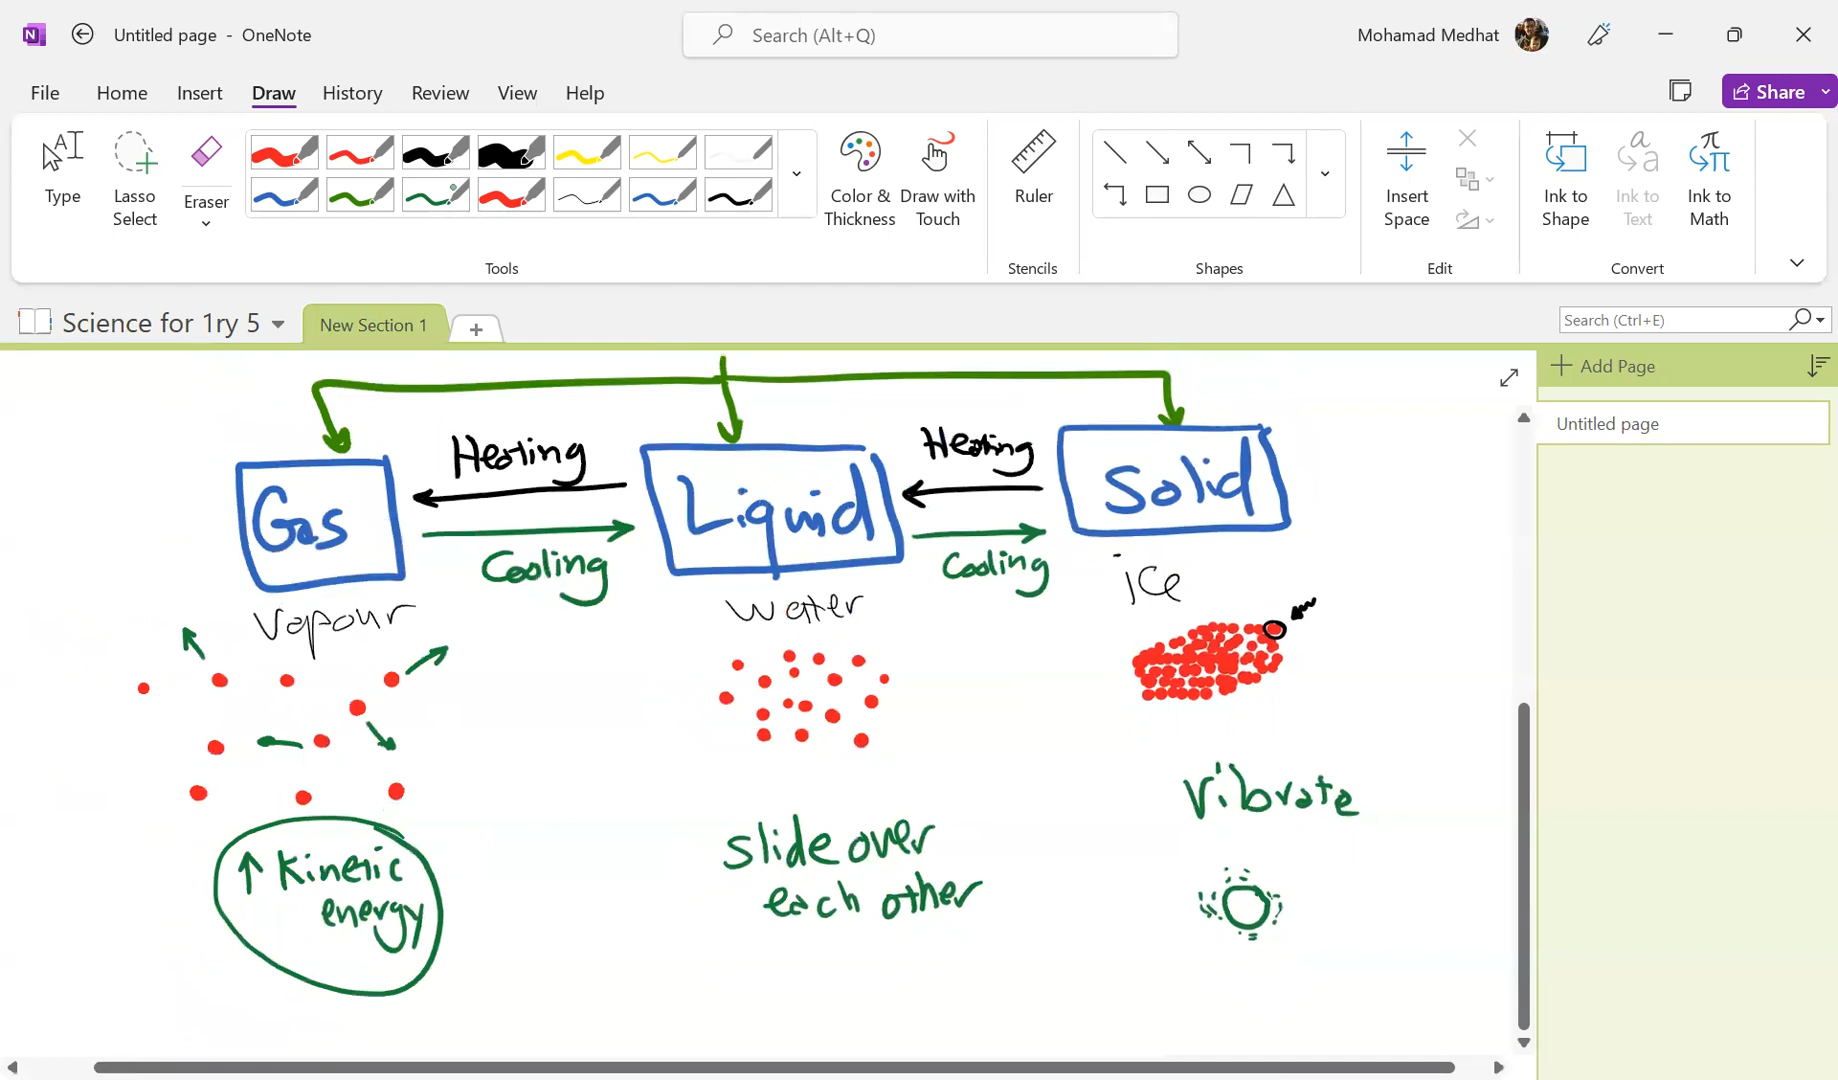 Untitled page - OneNote
Search (Alt+Q)
Mohamad Medhat
File Home Insert Draw History Review View Help
Share
Type
Lasso Select
Eraser
Color & Thickness
Draw with Touch
Ruler
Insert Space
Ink to Shape
Ink to Text
Ink to Math
Tools
Stencils
Shapes
Edit
Convert
Science for 1ry 5
New Section 1
Search (Ctrl+E)
Add Page
Untitled page
Heating
Heating
Gas
Liquid
Solid
Cooling
Cooling
Vapour
water
ice
Vibrate
↑ Kinetic
energy
slide over
each other